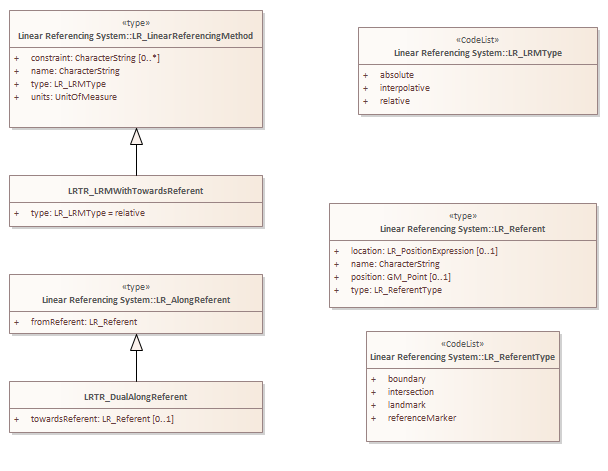 «type»
Linear Referencing System::LR_LinearReferencingMethod
+ constraint: CharacterString [0..*]
+ name: CharacterString
+ type: LR_LRMType
+ units: UnitOfMeasure
LRTR_LRMWithTowardsReferent
+ type: LR_LRMType = relative
«type»
Linear Referencing System::LR_AlongReferent
+ fromReferent: LR_Referent
LRTR_DualAlongReferent
+ towardsReferent: LR_Referent [0..1]
«CodeList»
Linear Referencing System::LR_LRMType
+ absolute
+ interpolative
+ relative
«type»
Linear Referencing System::LR_Referent
+ location: LR_PositionExpression [0..1]
+ name: CharacterString
+ position: GM_Point [0..1]
+ type: LR_ReferentType
«CodeList»
Linear Referencing System::LR_ReferentType
+ boundary
+ intersection
+ landmark
+ referenceMarker